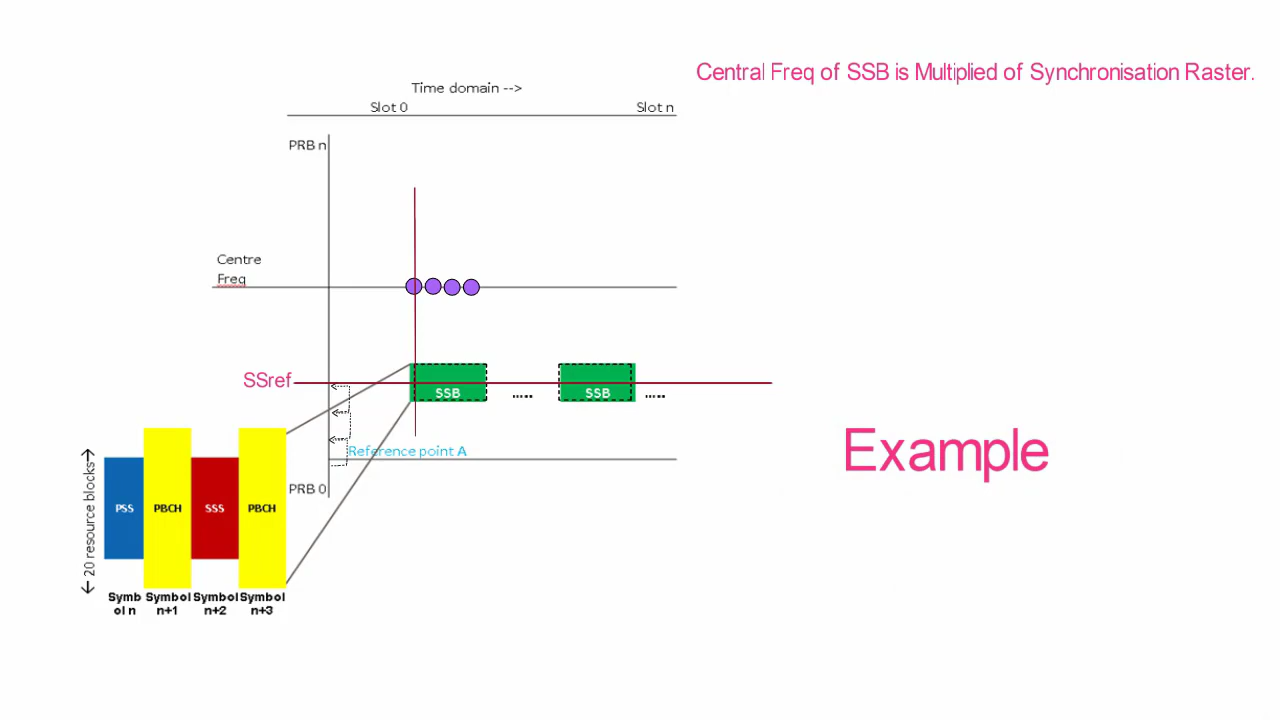 Central Freq of SSB is Multiplied of Synchronisation Raster.
Time domain -->
Slot 0
Slot n
PRB n
Centre
Freq
SSref
SSB
.....
SSB
.....
Reference point A
Example
PRB 0
20 resource blocks
PSS
PBCH
SSS
PBCH
Symb
ol n
Symbol
n+1
Symbol
n+2
Symbol
n+3